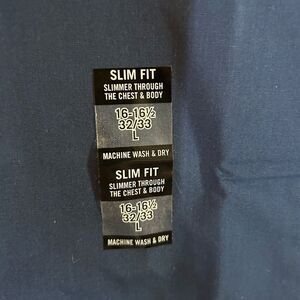 SLIM FIT
SLIMMER THROUGH
THE CHEST & BODY
16-16½
32/33
L
MACHINE WASH & DRY
SLIM FIT
SLIMMER THROUGH
THE CHEST & BODY
16-16½
32/33
L
MACHINE WASH & DRY